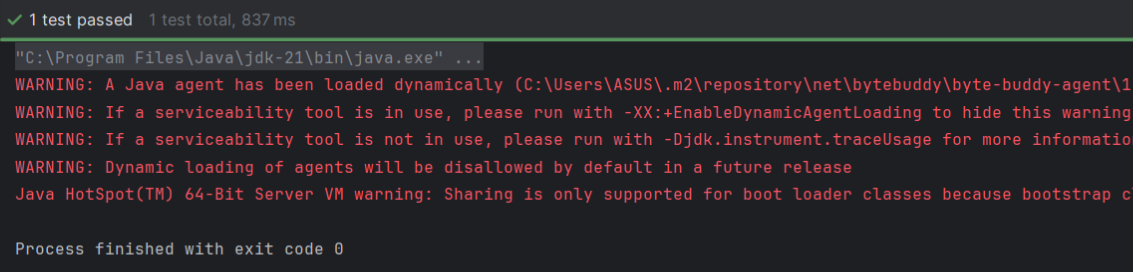 1 test passed 1 test total, 837 ms
"C:\Program Files\Java\jdk-21\bin\java.exe" ...
WARNING: A Java agent has been loaded dynamically (C:\Users\ASUS\.m2\repository\net\bytebuddy\byte-buddy-agent\1
WARNING: If a serviceability tool is in use, please run with -XX:+EnableDynamicAgentLoading to hide this warning
WARNING: If a serviceability tool is not in use, please run with -Djdk.instrument.traceUsage for more informatio
WARNING: Dynamic loading of agents will be disallowed by default in a future release
Java HotSpot(TM) 64-Bit Server VM warning: Sharing is only supported for boot loader classes because bootstrap c
Process finished with exit code 0